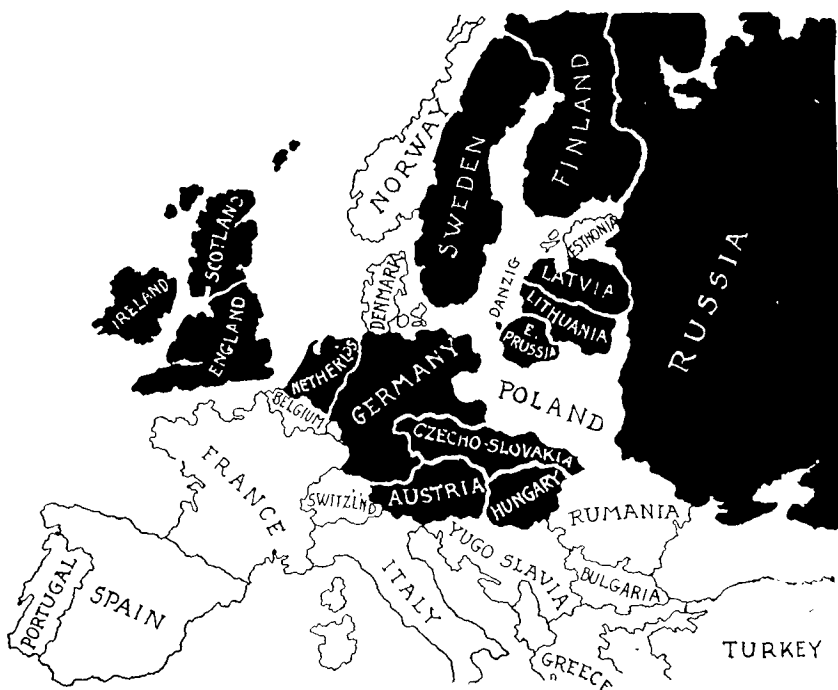 NORWAY
SWEDEN
FINLAND
RUSSIA
ESTHONIA
LATVIA
LITHUANIA
E. PRUSSIA
DANZIG
DENMARK
SCOTLAND
IRELAND
ENGLAND
NETHERLDS
BELGIUM
GERMANY
POLAND
CZECHO-SLOVAKIA
FRANCE
SWITZLND
AUSTRIA
HUNGARY
RUMANIA
YUGO SLAVIA
BULGARIA
ITALY
PORTUGAL
SPAIN
GREECE
TURKEY